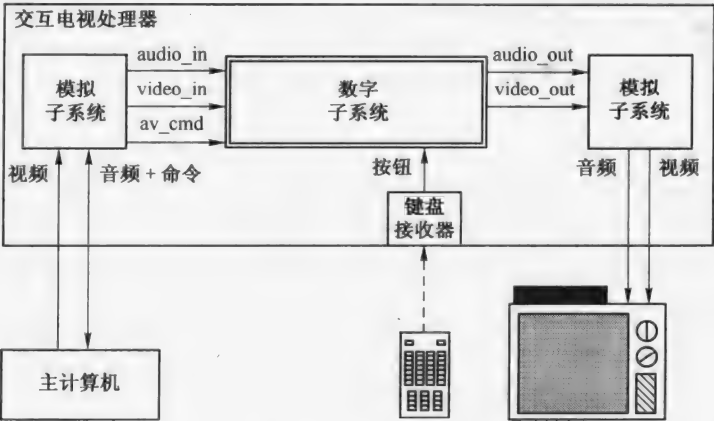 交互电视处理器
模拟
子系统
audio_in
video_in
av_cmd
数字
子系统
audio_out
video_out
模拟
子系统
视频
音频 + 命令
按钮
音频
视频
键盘
接收器
主计算机